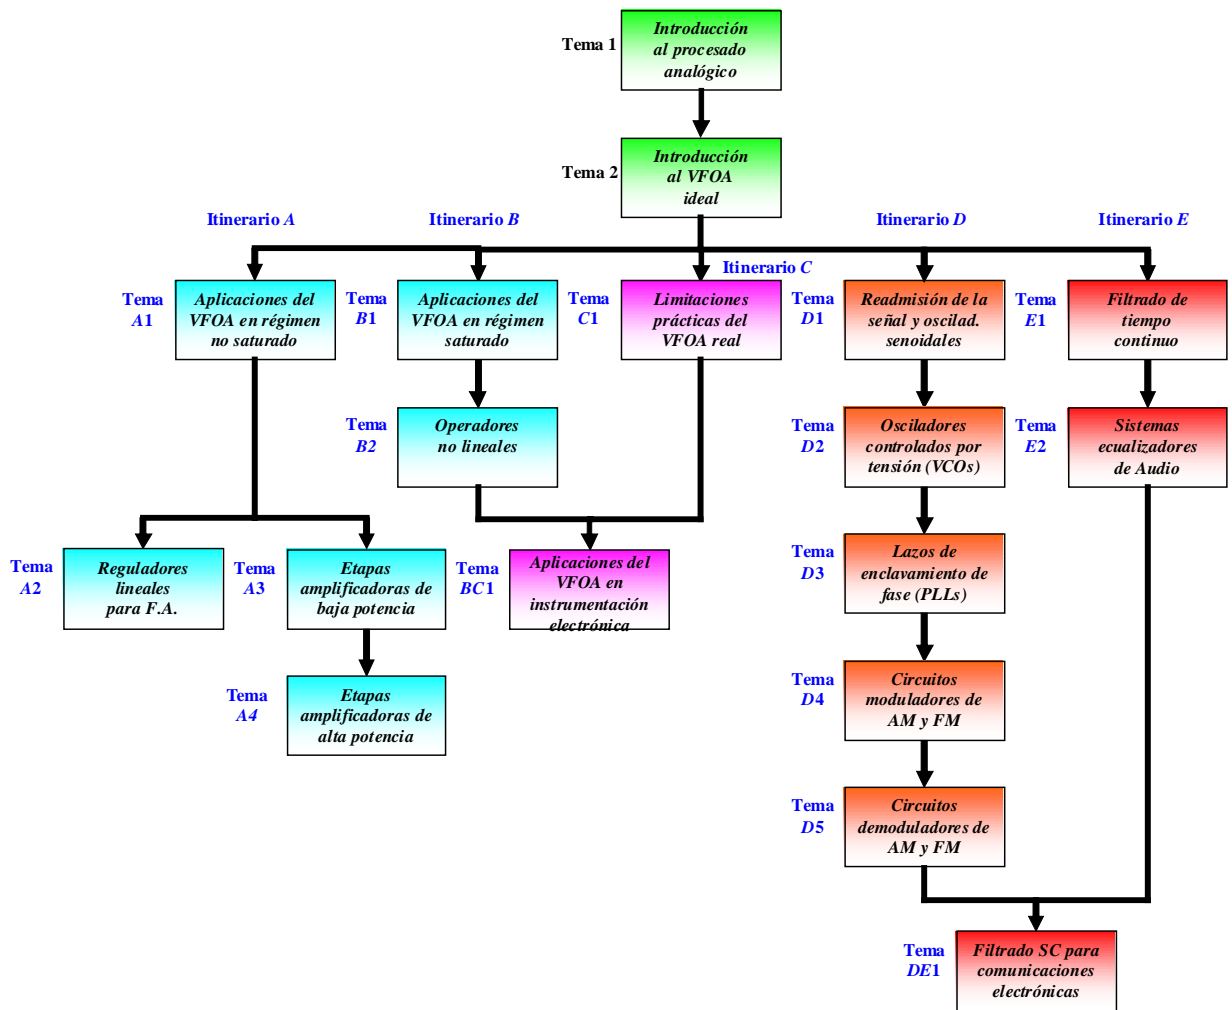 Tema 1
Introducción
al procesado
analógico
Tema 2
Introducción
al VFOA
ideal
Itinerario A
Itinerario B
Itinerario C
Itinerario D
Itinerario E
Tema
A1
Aplicaciones del
VFOA en régimen
no saturado
Tema
B1
Aplicaciones del
VFOA en régimen
saturado
Tema
C1
Limitaciones
prácticas del
VFOA real
Tema
D1
Readmisión de la
señal y oscilad.
senoidales
Tema
E1
Filtrado de
tiempo
continuo
Tema
B2
Operadores
no lineales
Tema
D2
Osciladores
controlados por
tensión (VCOs)
Tema
E2
Sistemas
ecualizadores
de Audio
Tema
A2
Reguladores
lineales
para F.A.
Tema
A3
Etapas
amplificadoras de
baja potencia
Tema
BC1
Aplicaciones del
VFOA en
instrumentación
electrónica
Tema
D3
Lazos de
enclavamiento de
fase (PLLs)
Tema
A4
Etapas
amplificadoras de
alta potencia
Tema
D4
Circuitos
moduladores de
AM y FM
Tema
D5
Circuitos
demoduladores de
AM y FM
Tema
DE1
Filtrado SC para
comunicaciones
electrónicas